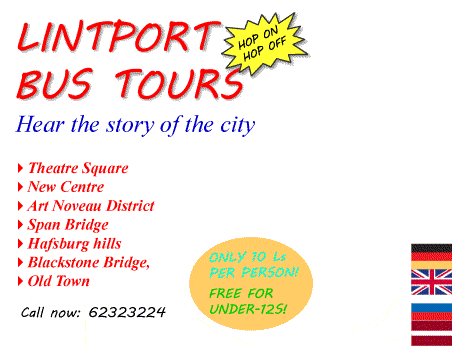 LINTPORT
BUS TOURS
HOP ON
HOP OFF
Hear the story of the city
Theatre Square
New Centre
Art Noveau District
Span Bridge
Hafsburg hills
Blackstone Bridge,
Old Town
ONLY 10 Ls
PER PERSON!
FREE FOR
UNDER-12S!
Call now: 62323224